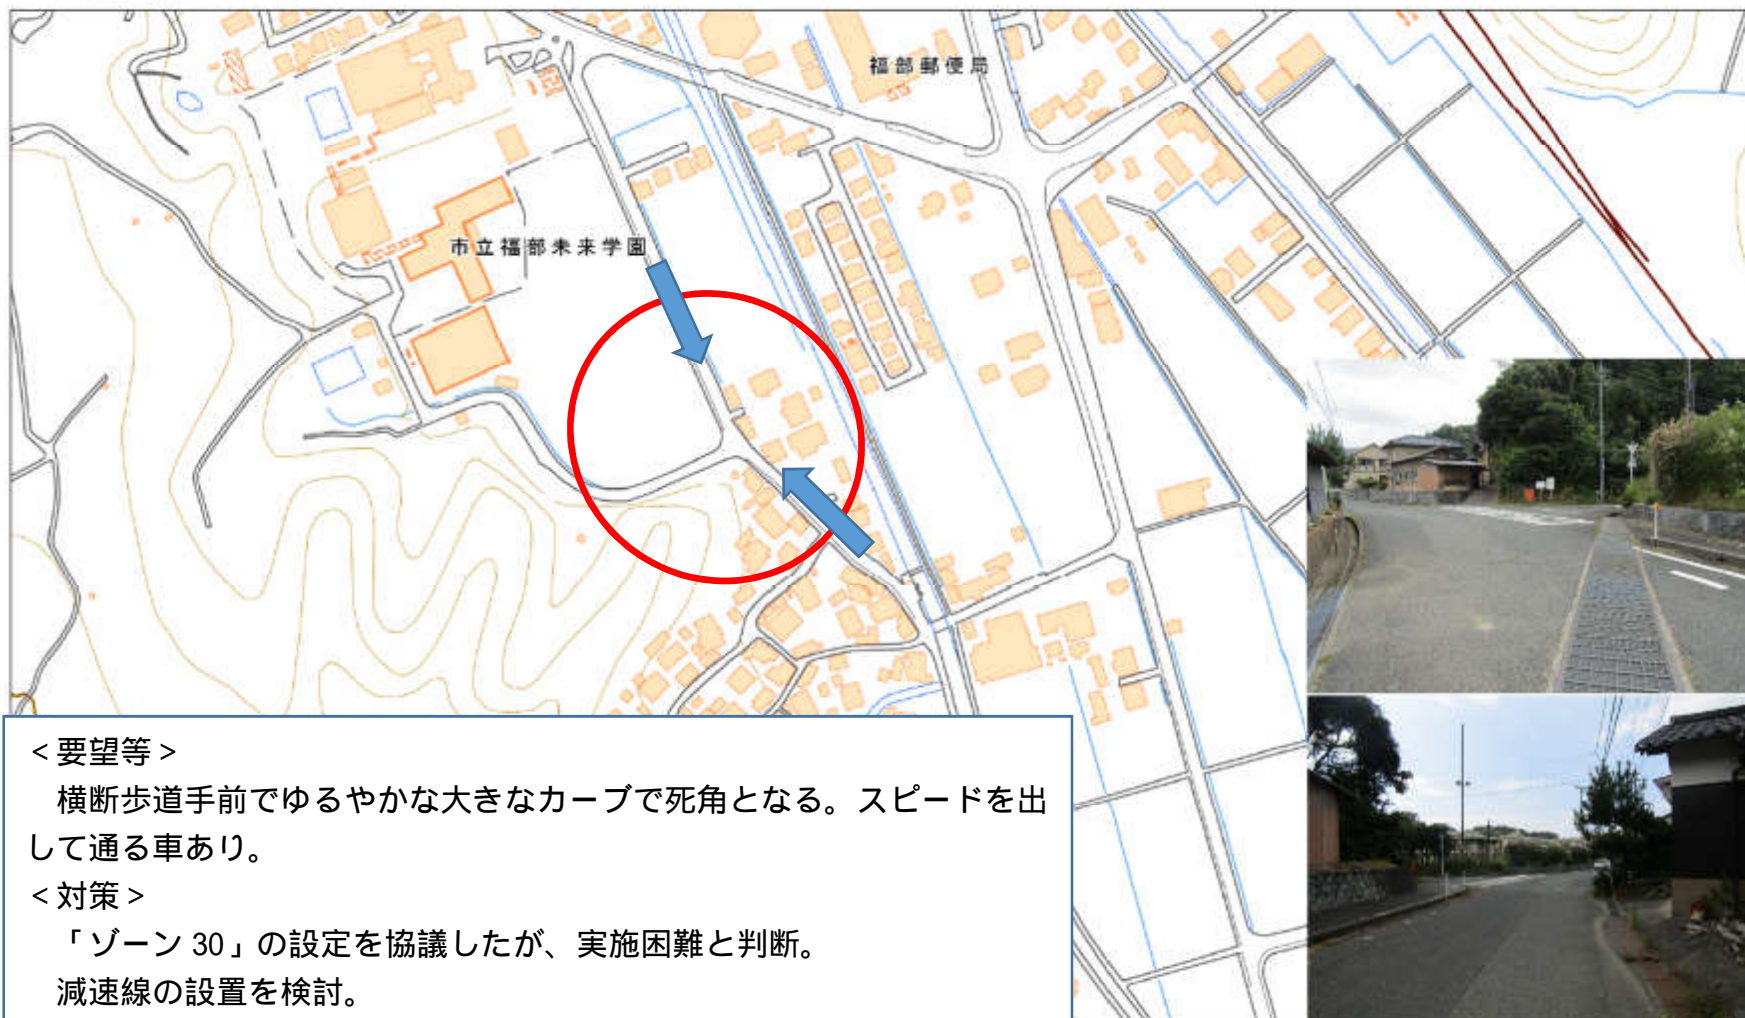 福部郵便局
市立福部未来学園
<要望等>
横断歩道手前でゆるやかな大きなカーブで死角となる。スピードを出
して通る車あり。
<対策>
「ゾーン 30」の設定を協議したが、実施困難と判断。
減速線の設置を検討。